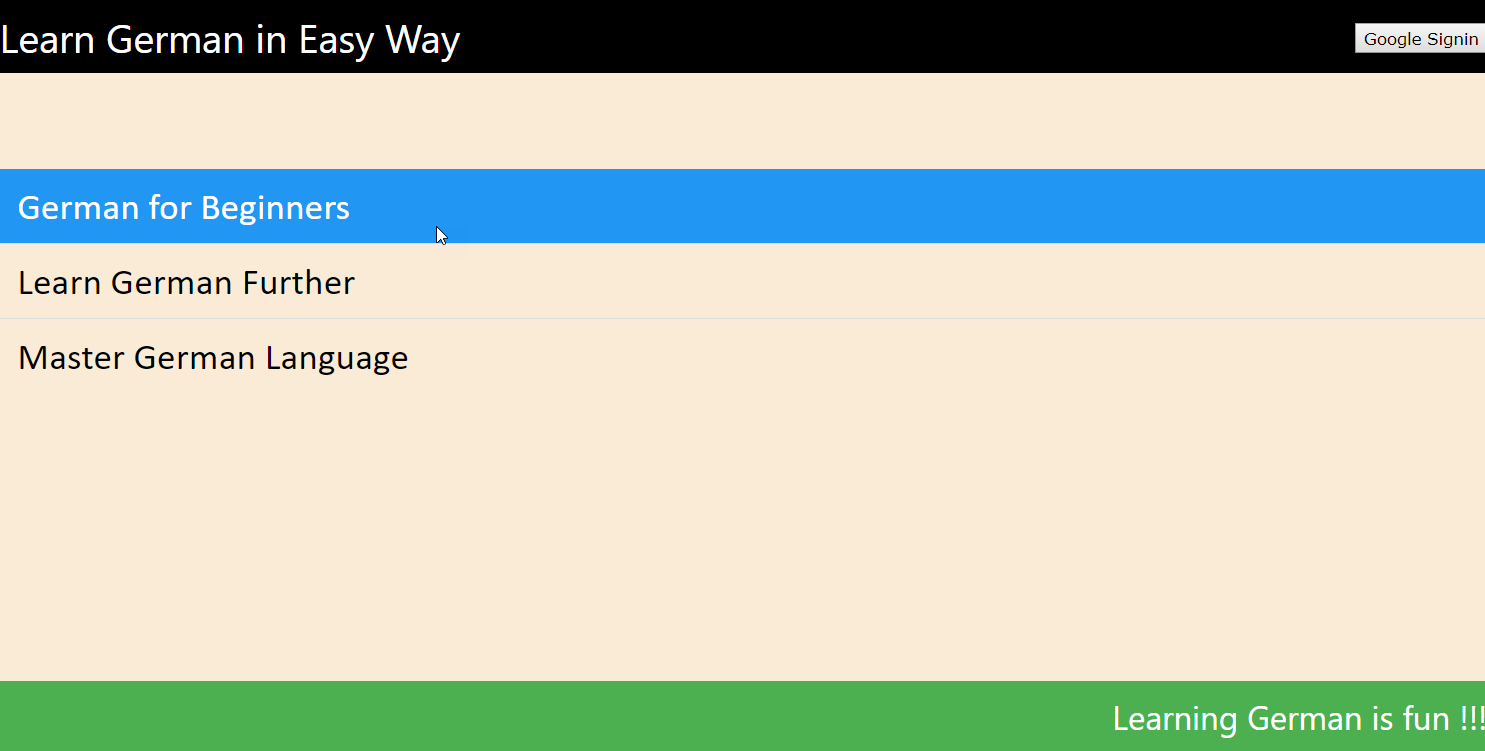 Learn German in Easy Way
Google Signin
German for Beginners
Learn German Further
Master German Language
Learning German is fun !!!